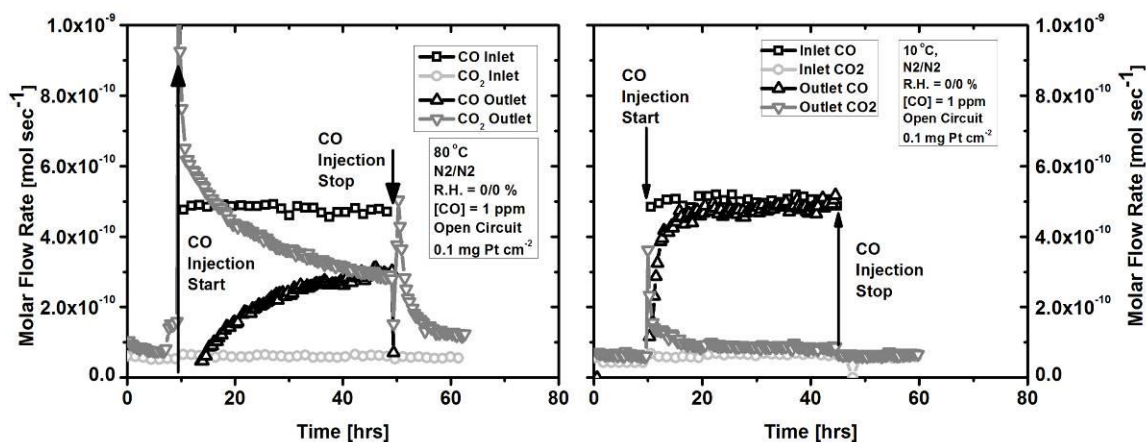 Molar Flow Rate [mol sec-1]
1.0x10-9
8.0x10-10
6.0x10-10
4.0x10-10
2.0x10-10
0.0
0
20
40
60
80
Time [hrs]
CO Inlet
CO2 Inlet
CO Outlet
CO2 Outlet
CO
Injection
Stop
80 °C
N2/N2
R.H. = 0/0 %
[CO] = 1 ppm
Open Circuit
0.1 mg Pt cm-2
CO
Injection
Start
CO
Injection
Start
Inlet CO
Inlet CO2
Outlet CO
Outlet CO2
10 °C,
N2/N2
R.H. = 0/0 %
[CO] = 1 ppm
Open Circuit
0.1 mg Pt cm-2
CO
Injection
Stop
0
20
40
60
80
Time [hrs]
1.0x10-9
8.0x10-10
6.0x10-10
4.0x10-10
2.0x10-10
0.0
Molar Flow Rate [mol sec-1]